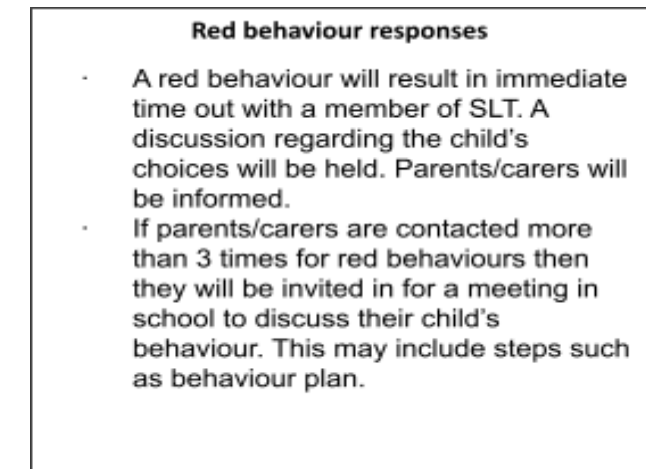 Red behaviour responses
· A red behaviour will result in immediate
time out with a member of SLT. A
discussion regarding the child's
choices will be held. Parents/carers will
be informed.
· If parents/carers are contacted more
than 3 times for red behaviours then
they will be invited in for a meeting in
school to discuss their child's
behaviour. This may include steps such
as behaviour plan.